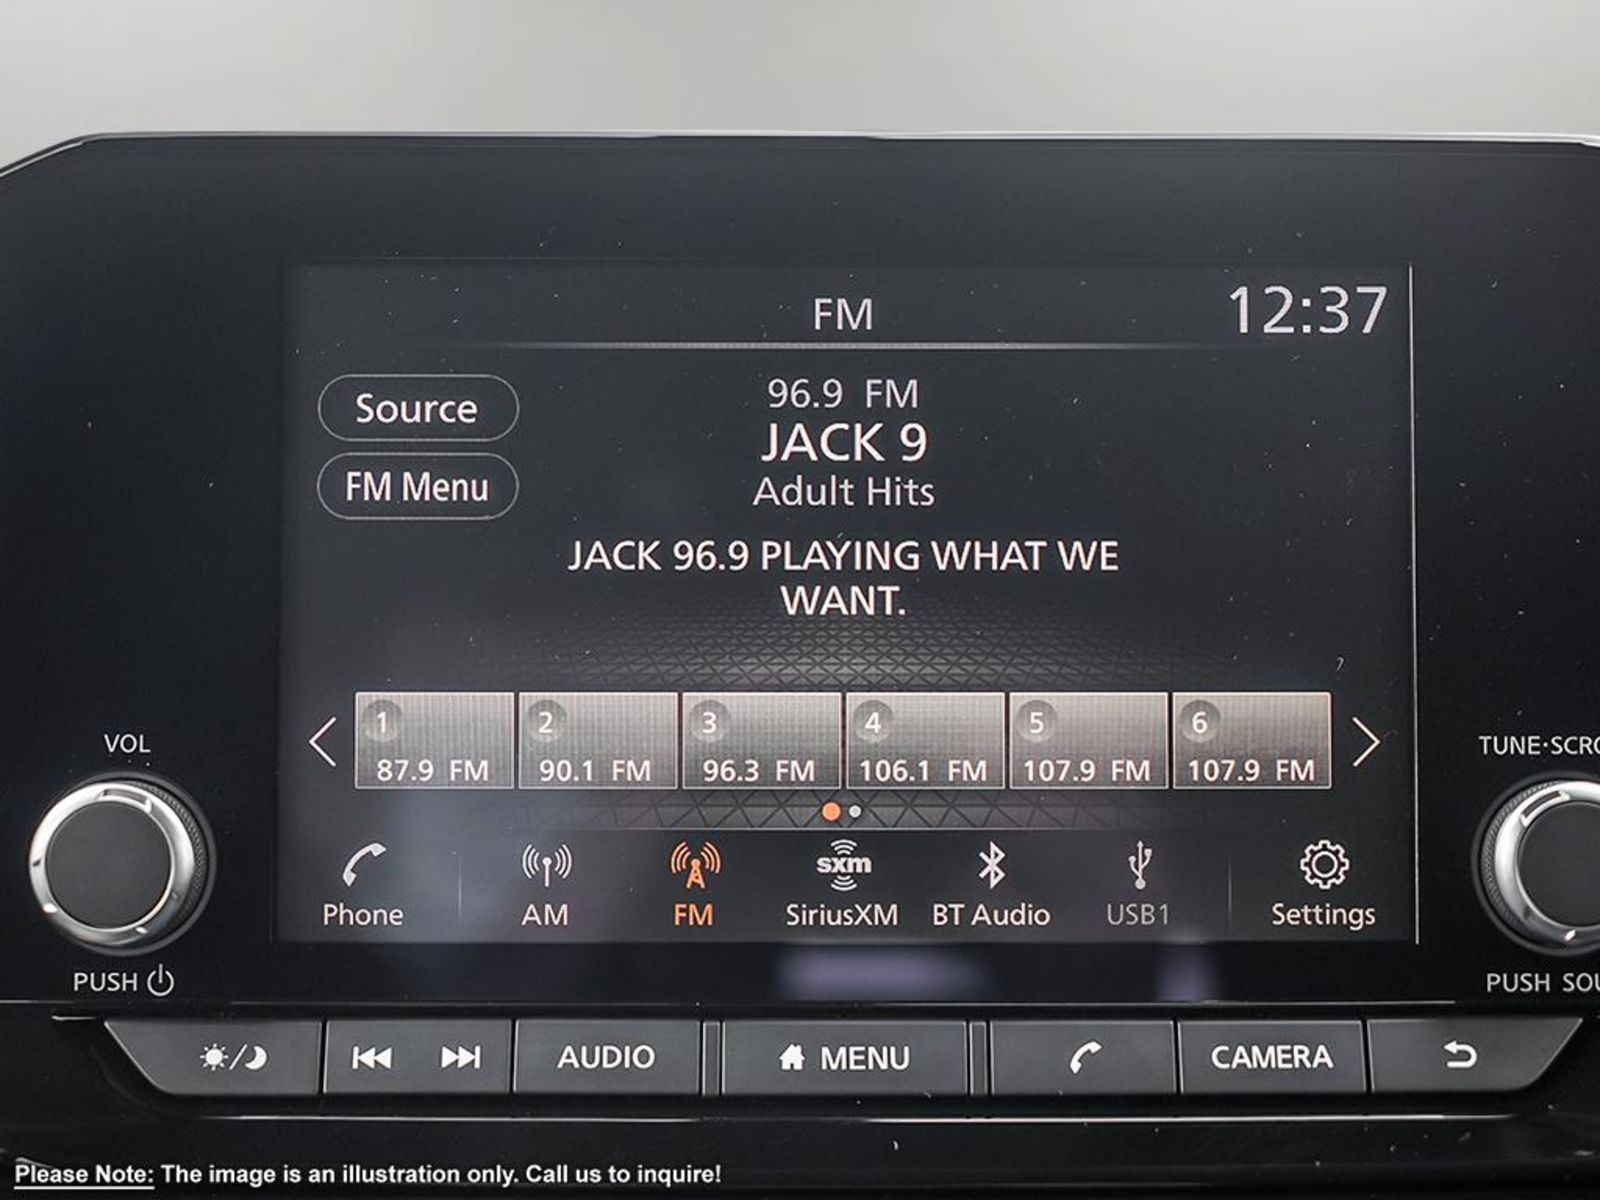 FM
12:37
Source
96.9 FM
JACK 9
Adult Hits
FM Menu
JACK 96.9 PLAYING WHAT WE
WANT.
1
2
3
4
5
6
87.9 FM
90.1 FM
96.3 FM
106.1 FM
107.9 FM
107.9 FM
VOL
TUNE·SCRO
sxm
Phone
AM
FM
SiriusXM
BT Audio
USB1
Settings
PUSH
PUSH SOU
AUDIO
MENU
CAMERA
Please Note: The image is an illustration only. Call us to inquire!